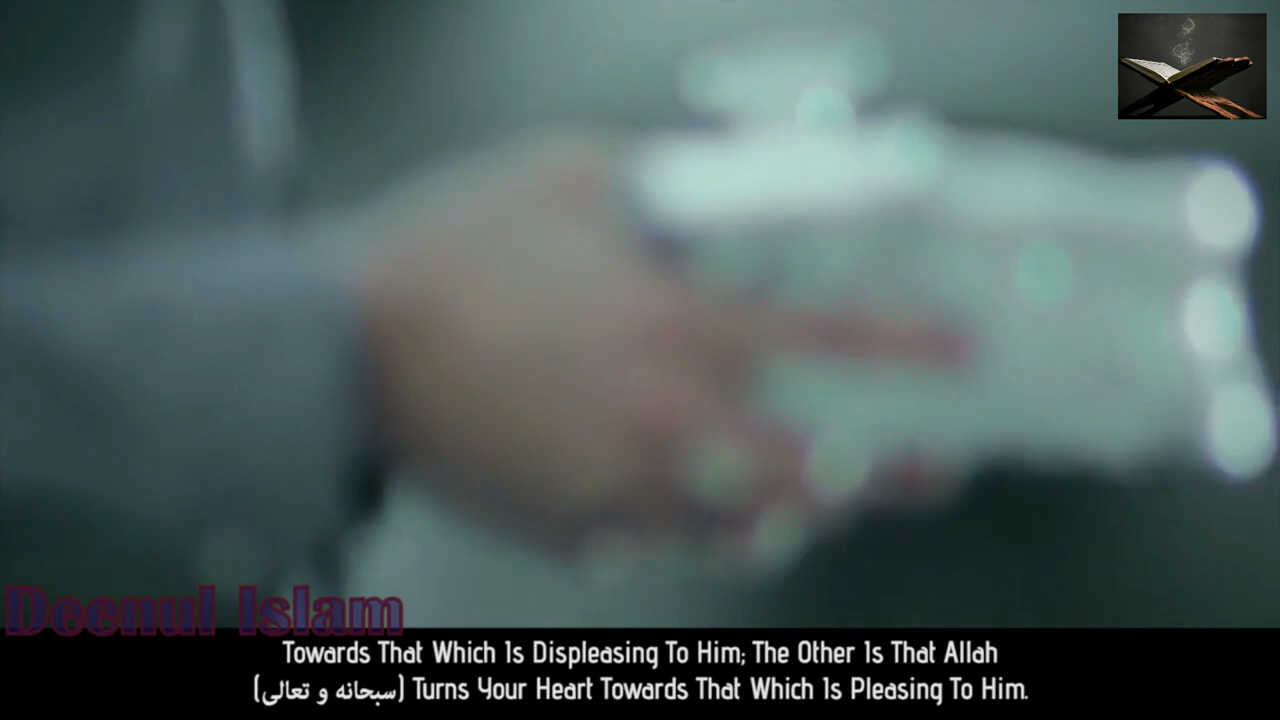 Deenul Islam
Towards That Which Is Displeasing To Him; The Other Is That Allah
(سبحانه و تعالى) Turns Your Heart Towards That Which Is Pleasing To Him.